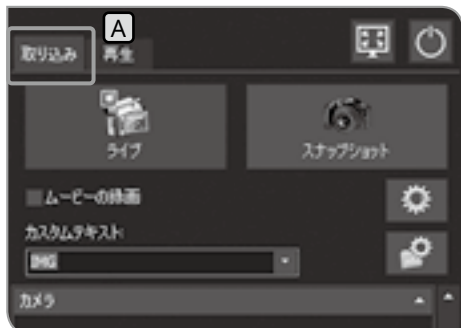 A
取り込み 再生
ライブ スナップショット
ムービーの録画
カスタムテキスト:
IMG
カメラ